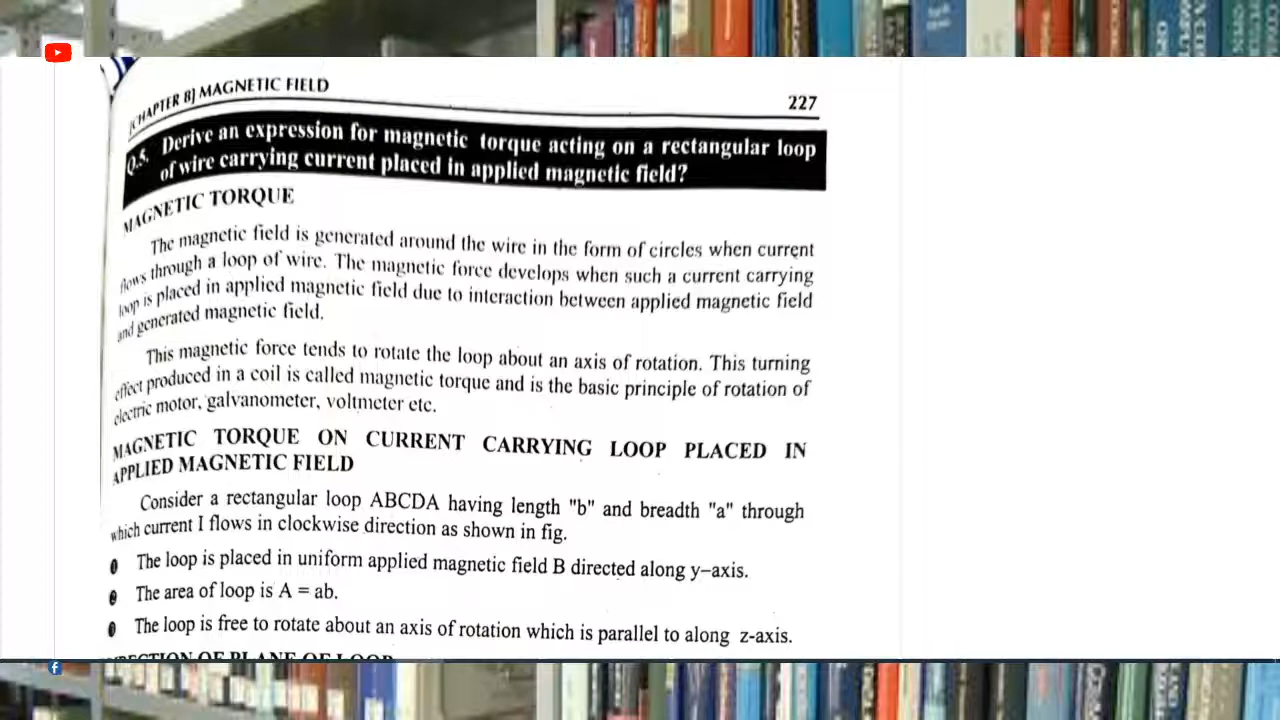 [CHAPTER 8] MAGNETIC FIELD
227
Q.5. Derive an expression for magnetic torque acting on a rectangular loop
of wire carrying current placed in applied magnetic field?
MAGNETIC TORQUE
The magnetic field is generated around the wire in the form of circles when current
flows through a loop of wire. The magnetic force develops when such a current carrying
loop is placed in applied magnetic field due to interaction between applied magnetic field
and generated magnetic field.
This magnetic force tends to rotate the loop about an axis of rotation. This turning
effect produced in a coil is called magnetic torque and is the basic principle of rotation of
electric motor, galvanometer, voltmeter etc.
MAGNETIC TORQUE ON CURRENT CARRYING LOOP PLACED IN
APPLIED MAGNETIC FIELD
Consider a rectangular loop ABCDA having length "b" and breadth "a" through
which current I flows in clockwise direction as shown in fig.
The loop is placed in uniform applied magnetic field B directed along y–axis.
The area of loop is A = ab.
The loop is free to rotate about an axis of rotation which is parallel to along z-axis.
OF PLANE OF LOOP